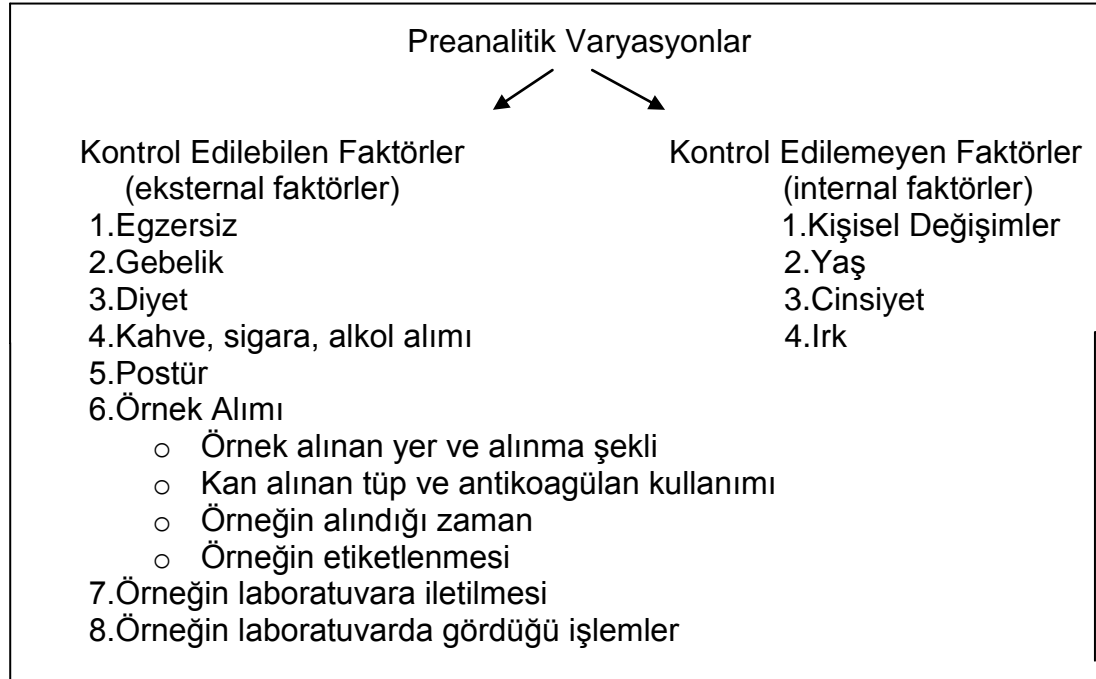 Preanalitik Varyasyonlar
Kontrol Edilebilen Faktörler
(eksternal faktörler)
1.Egzersiz
2.Gebelik
3.Diyet
4.Kahve, sigara, alkol alımı
5.Postür
6.Örnek Alımı
o Örnek alınan yer ve alınma şekli
o Kan alınan tüp ve antikoagülan kullanımı
o Örneğin alındığı zaman
o Örneğin etiketlenmesi
7.Örneğin laboratuvara iletilmesi
8.Örneğin laboratuvarda gördüğü işlemler
Kontrol Edilemeyen Faktörler
(internal faktörler)
1.Kişisel Değişimler
2.Yaş
3.Cinsiyet
4.Irk